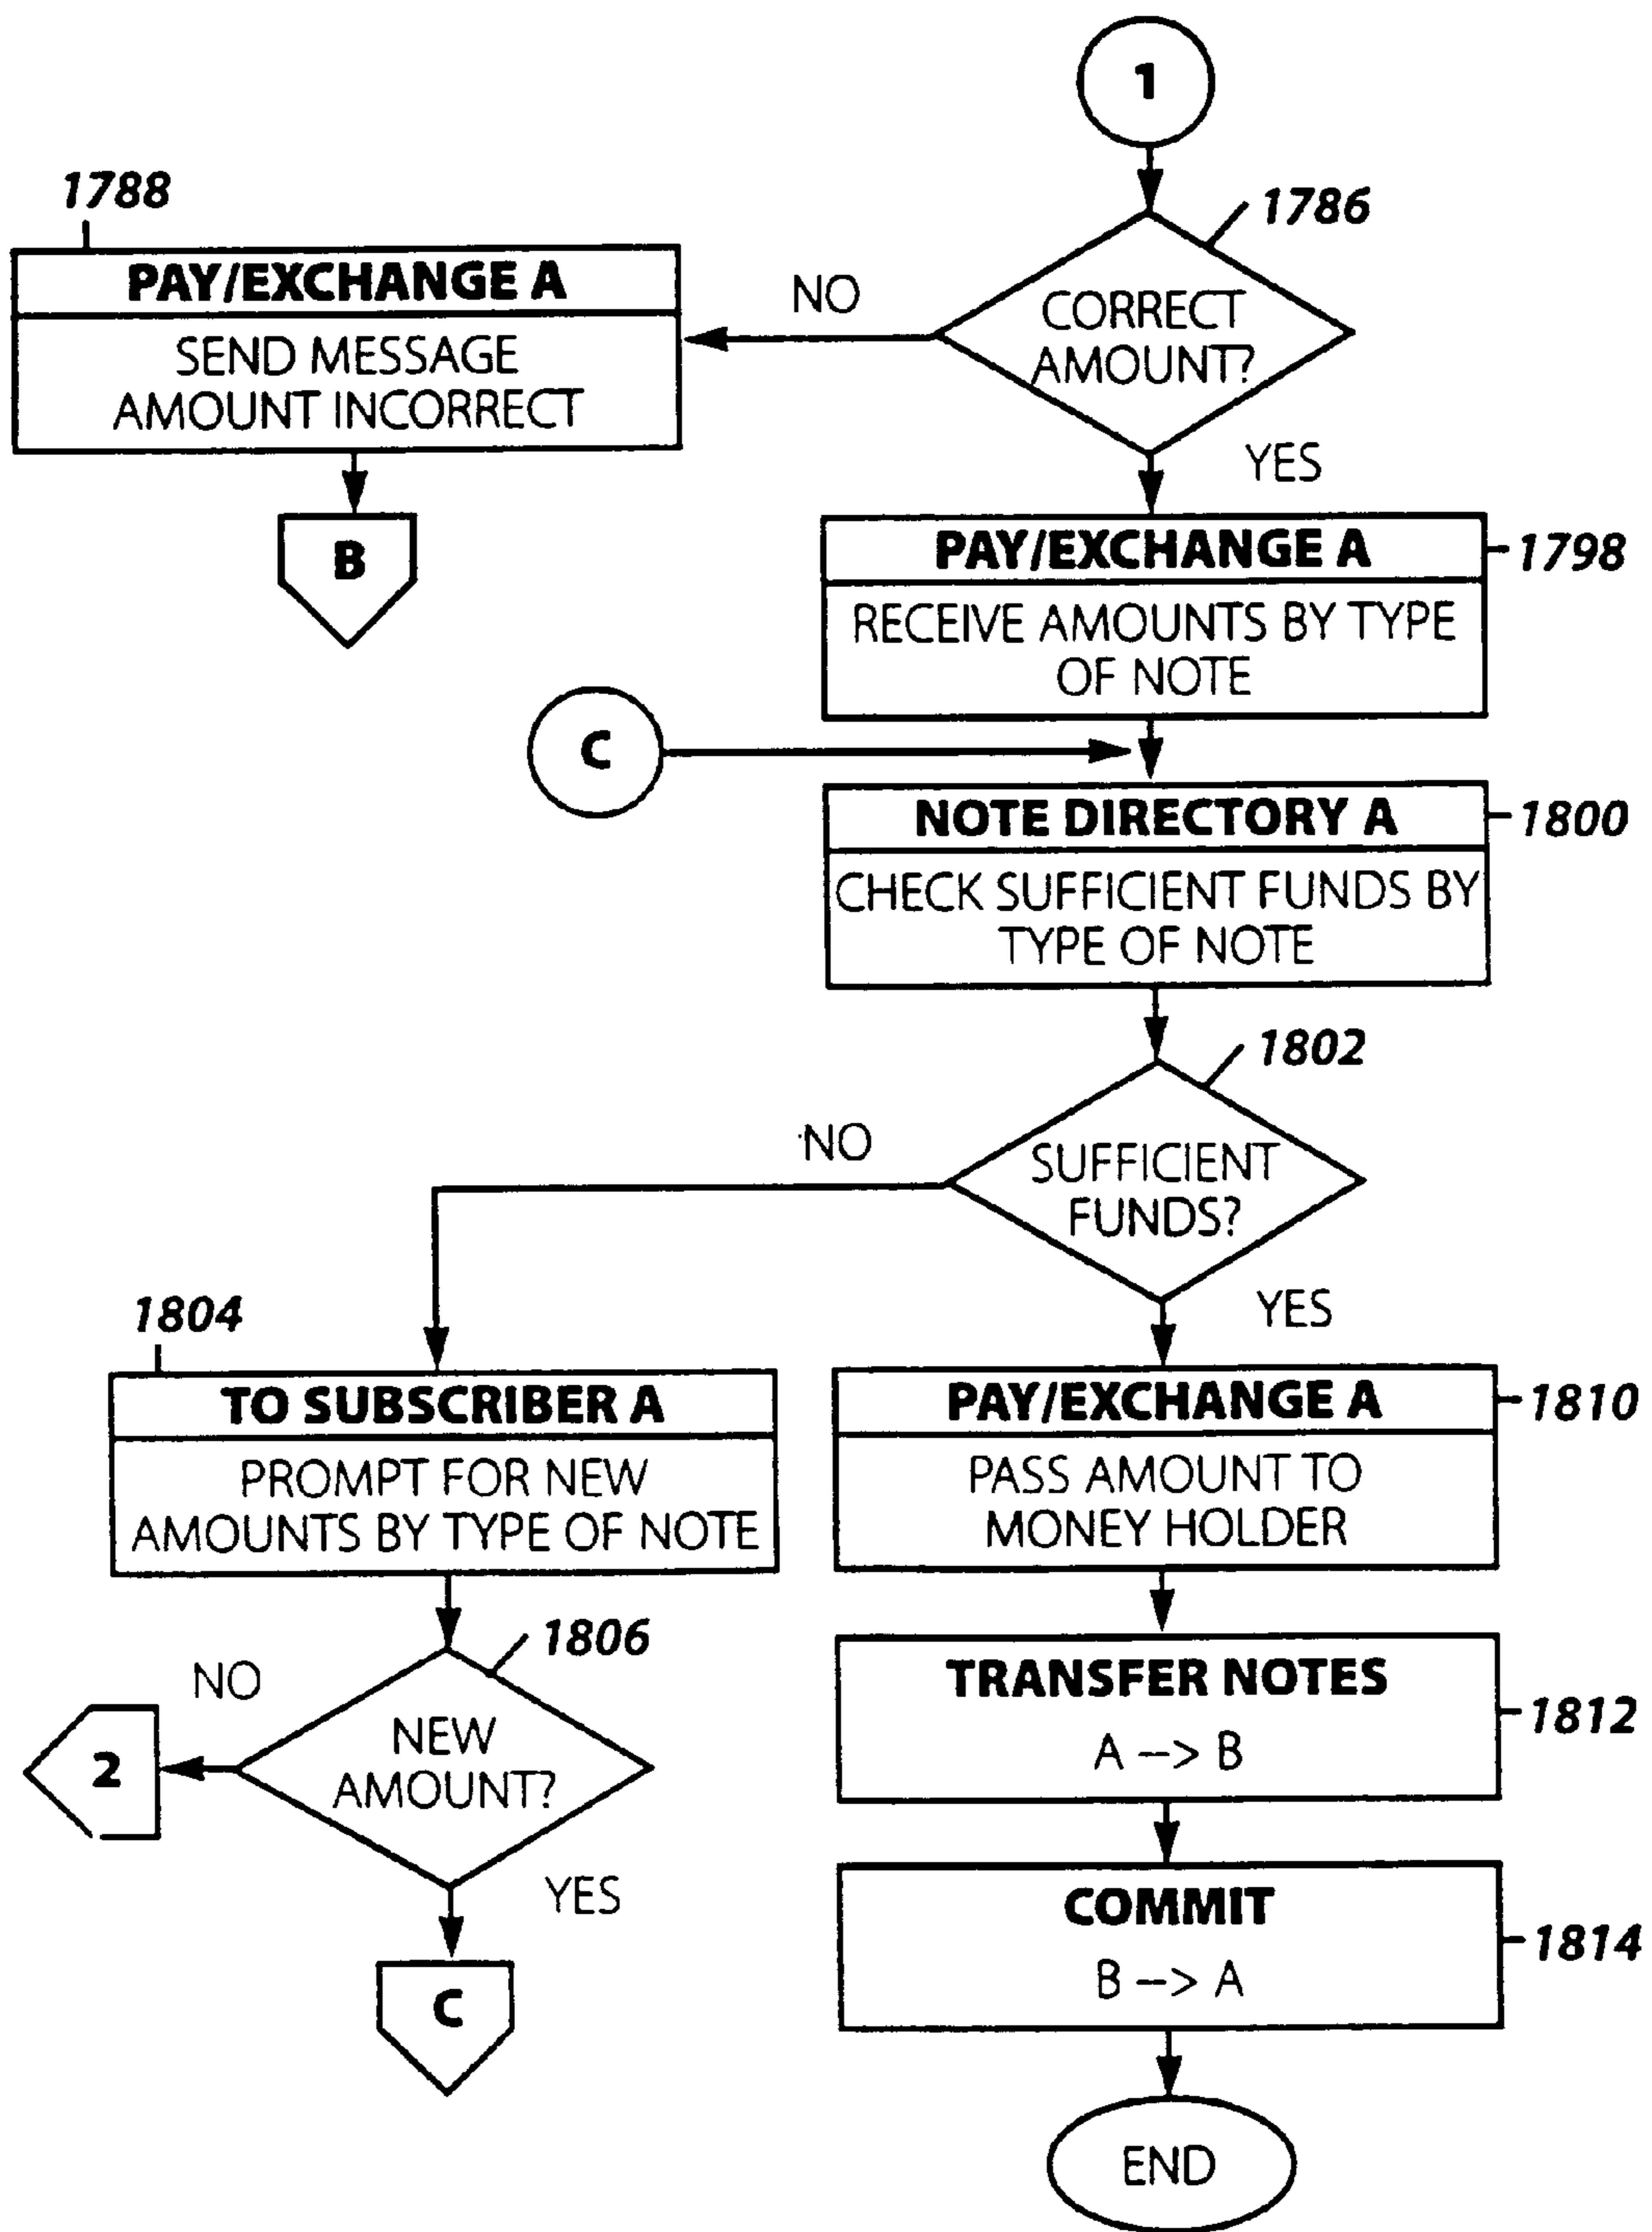 1
1786
1788
CORRECT
AMOUNT?
NO
YES
PAY/EXCHANGE A
SEND MESSAGE
AMOUNT INCORRECT
B
PAY/EXCHANGE A
1798
RECEIVE AMOUNTS BY TYPE
OF NOTE
C
NOTE DIRECTORY A
1800
CHECK SUFFICIENT FUNDS BY
TYPE OF NOTE
1802
SUFFICIENT
FUNDS?
NO
YES
1804
TO SUBSCRIBER A
PROMPT FOR NEW
AMOUNTS BY TYPE OF NOTE
1806
NEW
AMOUNT?
NO
2
YES
C
PAY/EXCHANGE A
1810
PASS AMOUNT TO
MONEY HOLDER
TRANSFER NOTES
A --> B
1812
COMMIT
B --> A
1814
END